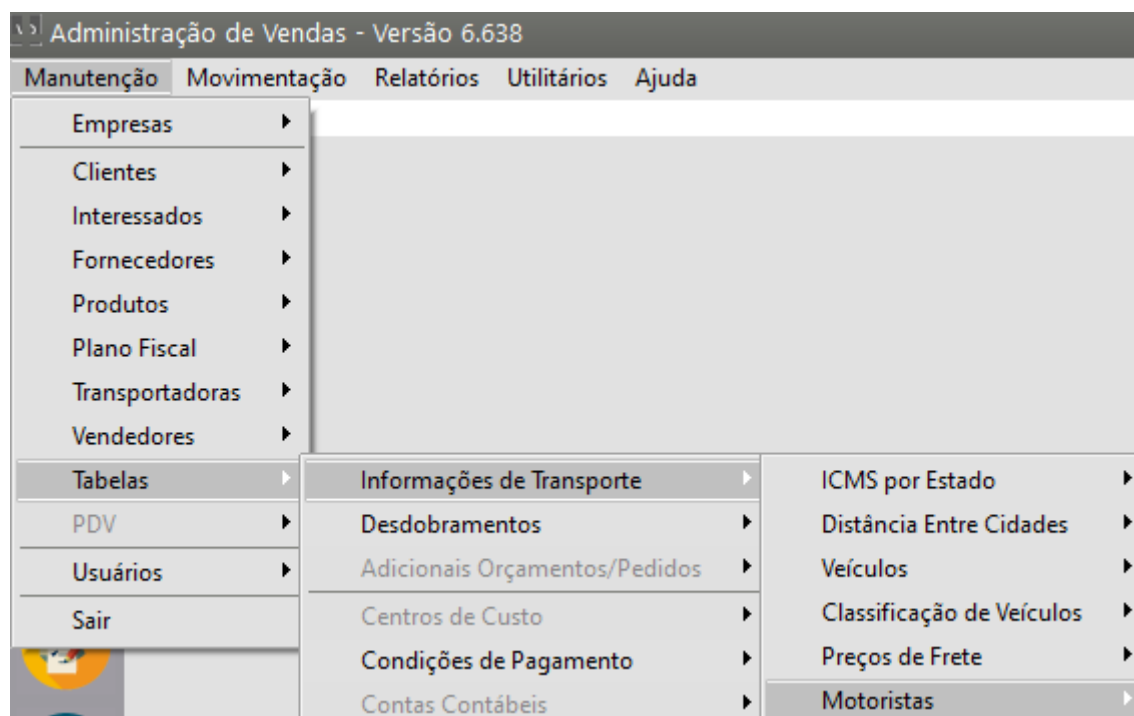 Administração de Vendas - Versão 6.638
Manutenção Movimentação Relatórios Utilitários Ajuda
Empresas
Clientes
Interessados
Fornecedores
Produtos
Plano Fiscal
Transportadoras
Vendedores
Tabelas
PDV
Usuários
Sair
Informações de Transporte
Desdobramentos
Adicionais Orçamentos/Pedidos
Centros de Custo
Condições de Pagamento
Contas Contábeis
ICMS por Estado
Distância Entre Cidades
Veículos
Classificação de Veículos
Preços de Frete
Motoristas